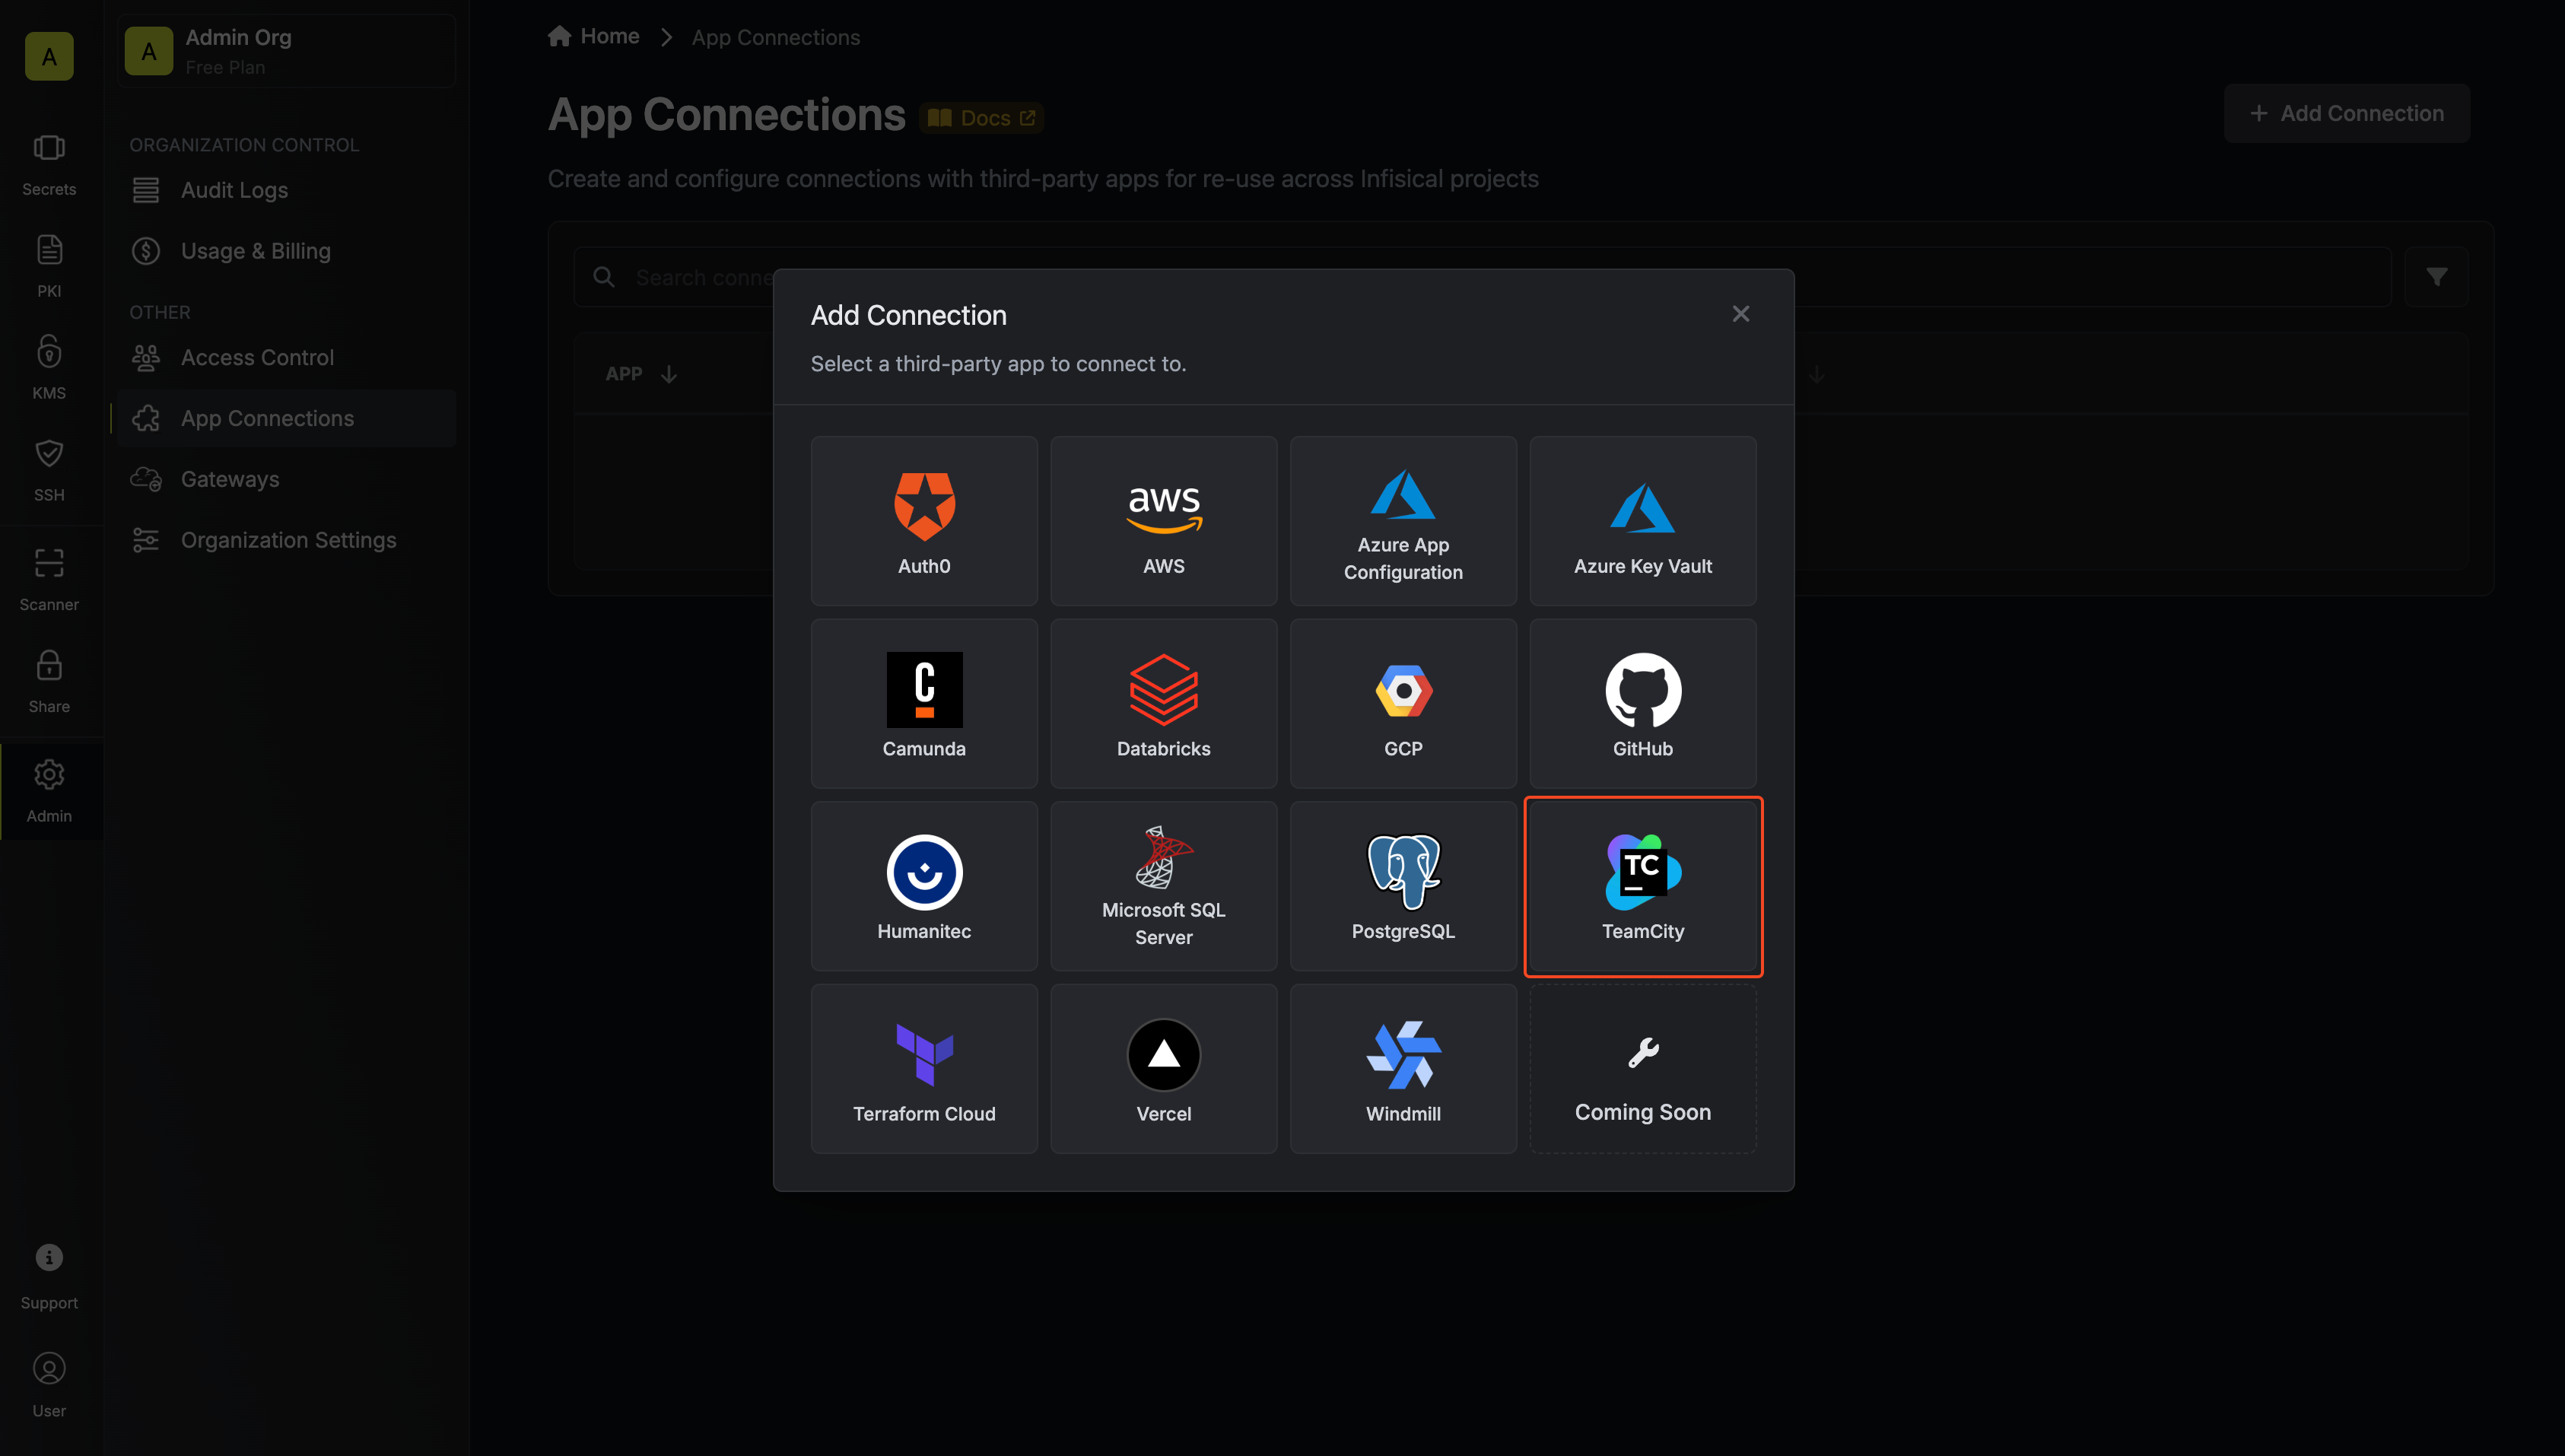 A
Secrets
PKI
KMS
SSH
Scanner
Share
Admin
Support
User
A
Admin Org
Free Plan
ORGANIZATION CONTROL
Audit Logs
Usage & Billing
OTHER
Access Control
App Connections
Gateways
Organization Settings
Home
App Connections
App Connections
Docs
Add Connection
Create and configure connections with third-party apps for re-use across Infisical projects
Search conne
APP
Add Connection
Select a third-party app to connect to.
Auth0
aws
AWS
Azure App
Configuration
Azure Key Vault
C
Camunda
Databricks
GCP
GitHub
Humanitec
Microsoft SQL
Server
PostgreSQL
TC
TeamCity
Terraform Cloud
Vercel
Windmill
Coming Soon